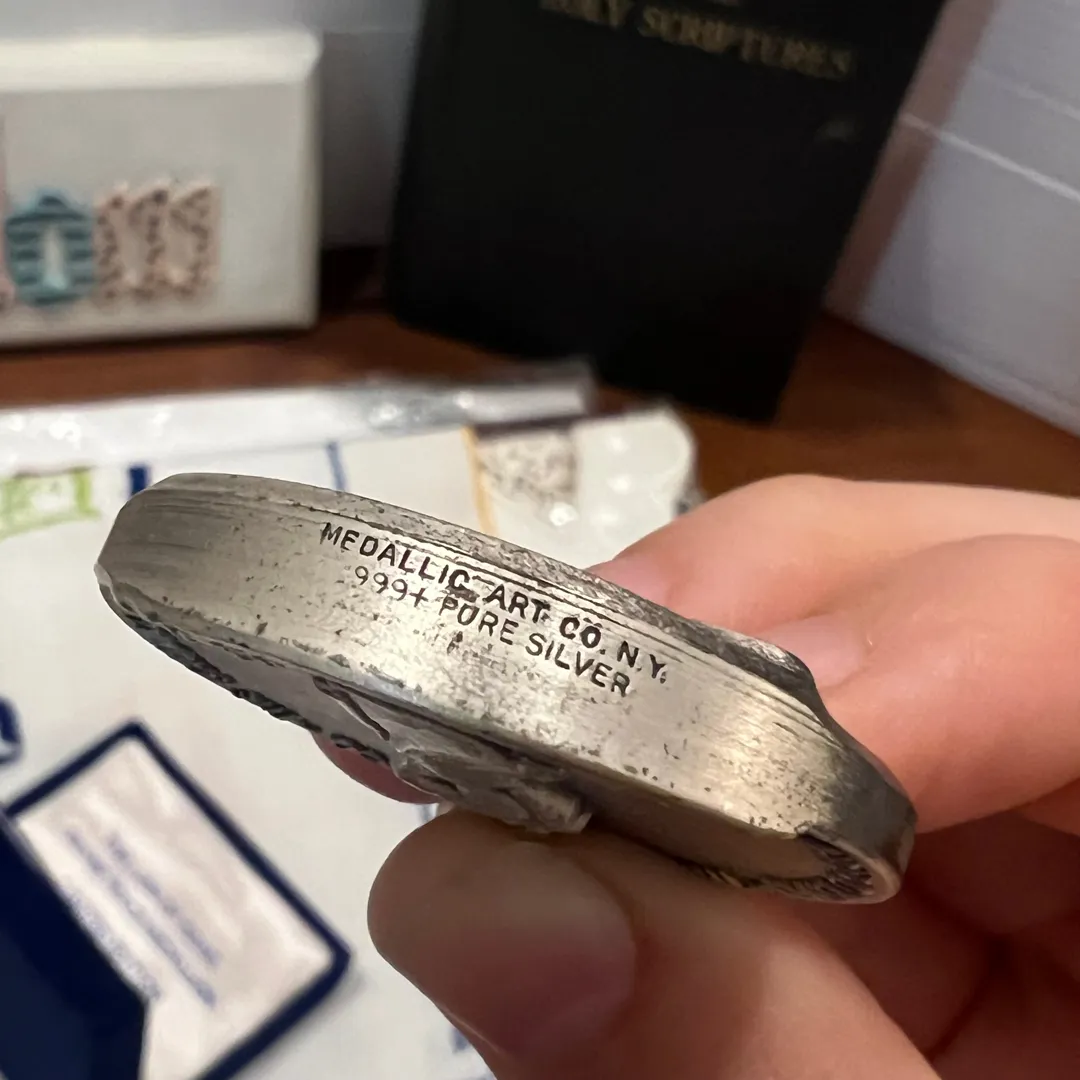 HOLY SCRIPTURES
MEDALLIC ART CO. N.Y.
999+ PURE SILVER